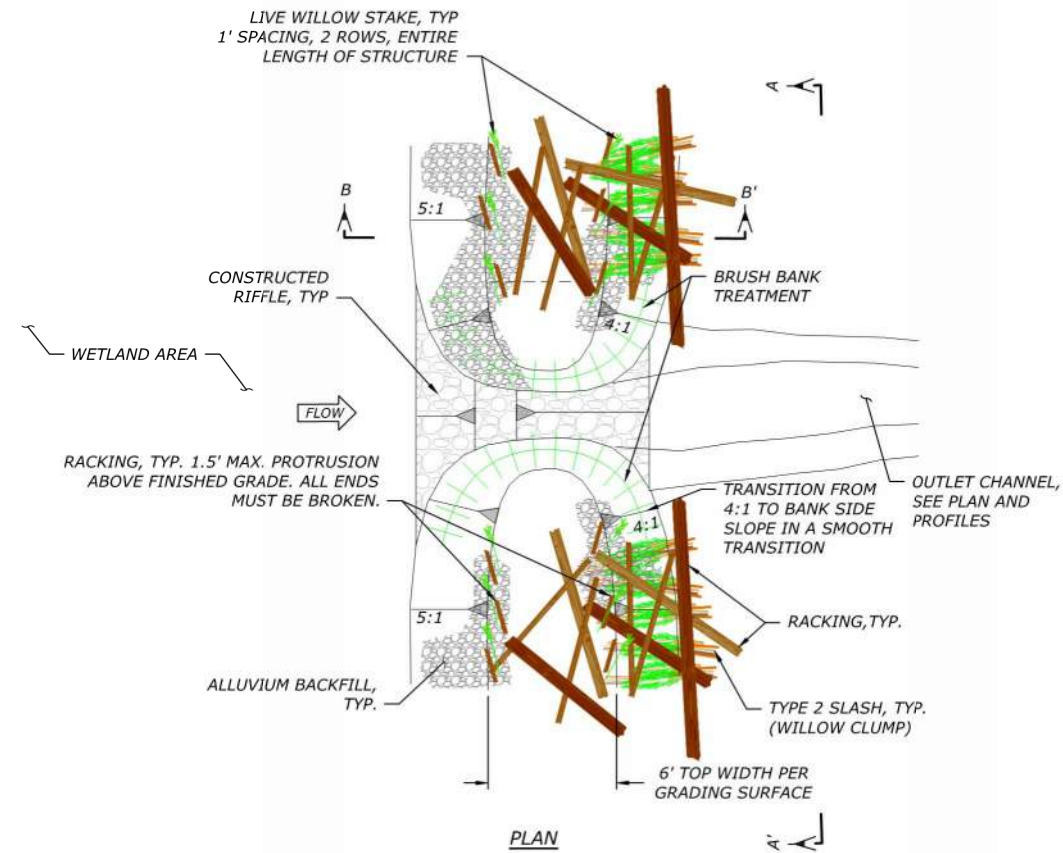 LIVE WILLOW STAKE, TYP
1' SPACING, 2 ROWS, ENTIRE
LENGTH OF STRUCTURE
A
B
B'
5:1
CONSTRUCTED
RIFFLE, TYP
BRUSH BANK
TREATMENT
4:1
WETLAND AREA
FLOW
RACKING, TYP. 1.5' MAX. PROTRUSION
ABOVE FINISHED GRADE. ALL ENDS
MUST BE BROKEN.
TRANSITION FROM
4:1 TO BANK SIDE
SLOPE IN A SMOOTH
TRANSITION
OUTLET CHANNEL,
SEE PLAN AND
PROFILES
4:1
5:1
RACKING,TYP.
ALLUVIUM BACKFILL,
TYP.
TYPE 2 SLASH, TYP.
(WILLOW CLUMP)
6' TOP WIDTH PER
GRADING SURFACE
PLAN
A'